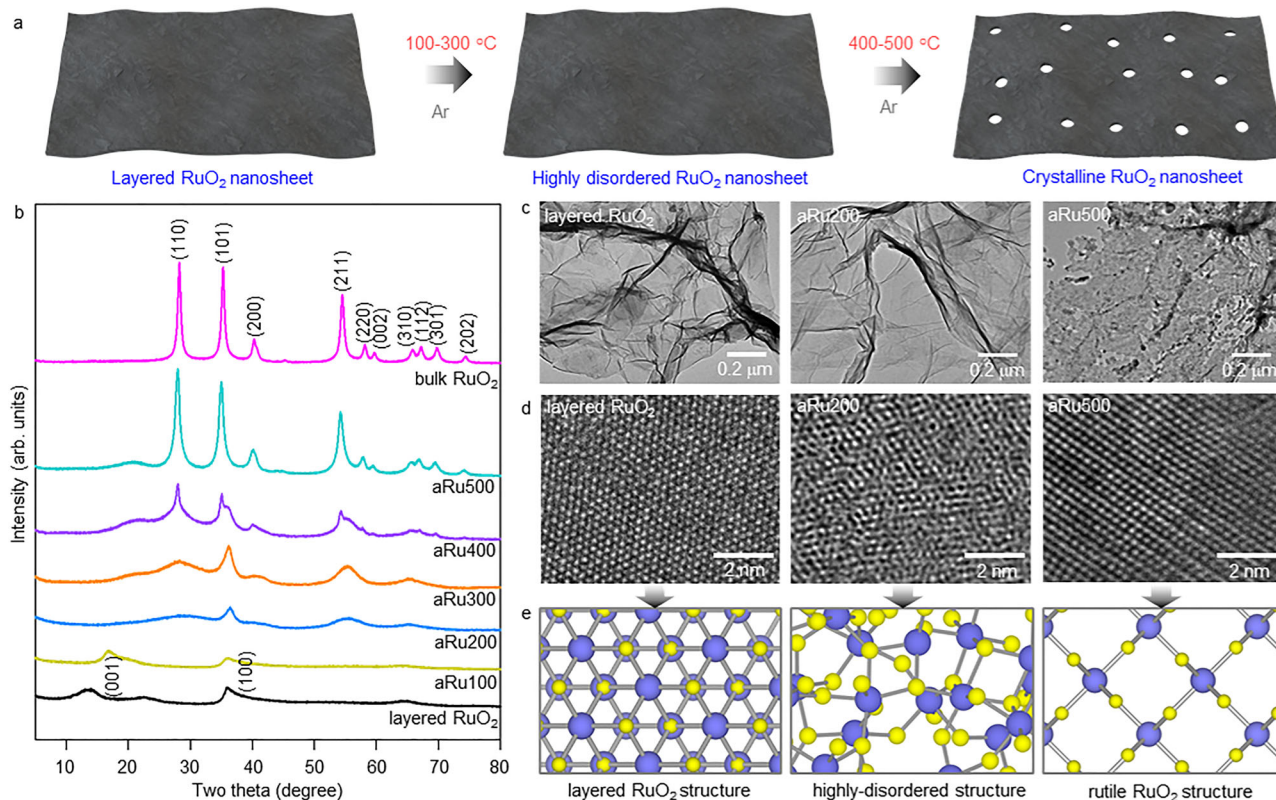 a
100-300 °C
Ar
400-500 °C
Ar
Layered RuO₂ nanosheet
Highly disordered RuO₂ nanosheet
Crystalline RuO₂ nanosheet
b
(110)
(101)
(200)
(211)
(220)
(002)
(310)
(112)
(301)
(202)
bulk RuO₂
aRu500
aRu400
aRu300
aRu200
aRu100
(001)
(100)
layered RuO₂
Intensity (arb. units)
10 20 30 40 50 60 70 80
Two theta (degree)
c
layered RuO₂
0.2 μm
aRu200
0.2 μm
aRu500
0.2 μm
d
layered RuO₂
2 nm
aRu200
2 nm
aRu500
2 nm
e
layered RuO₂ structure
highly-disordered structure
rutile RuO₂ structure